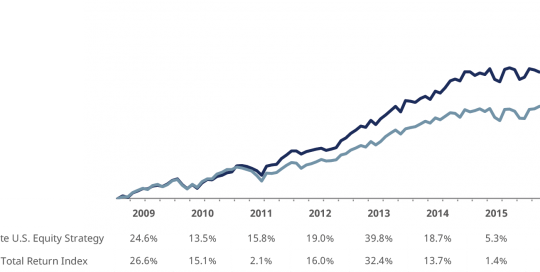 2009 2010 2011 2012 2013 2014 2015
te U.S. Equity Strategy 24.6% 13.5% 15.8% 19.0% 39.8% 18.7% 5.3%
Total Return Index 26.6% 15.1% 2.1% 16.0% 32.4% 13.7% 1.4%